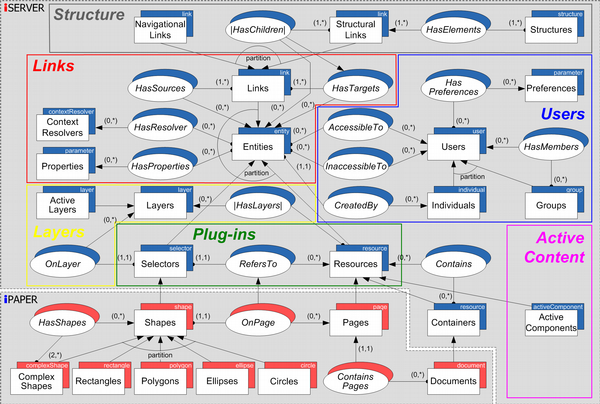 iSERVER
Structure
link
Navigational
Links
|HasChildren|
(1,*)
link
Structural
Links
(0,*)
HasElements
(1,*)
structure
Structures
partition
Links
HasSources
(1,*)
link
Links
(1,*)
HasTargets
Users
Has
Preferences
(0,*)
parameter
Preferences
contextResolver
Context
Resolvers
(0,*)
HasResolver
(0,*)
(0,*)
(0,*)
entity
Entities
(0,*)
AccessibleTo
(0,*)
(0,*)
user
Users
(0,*)
HasMembers
parameter
Properties
(0,*)
HasProperties
(0,*)
(0,*)
(1,1)
InaccessibleTo
(0,*)
partition
partition
(0,*)
layer
Active
Layers
layer
Layers
(0,*)
|HasLayers|
CreatedBy
(0,*)
individual
Individuals
group
Groups
Layers
Plug-ins
Active
Content
(0,*)
OnLayer
(1,1)
selector
Selectors
(1,1)
RefersTo
(0,*)
resource
Resources
(0,*)
Contains
iPAPER
(0,*)
HasShapes
(0,*)
shape
Shapes
(1,1)
OnPage
(0,*)
page
Pages
resource
Containers
activeComponent
Active
Components
(2,*)
partition
(1,1)
complexShape
Complex
Shapes
rectangle
Rectangles
polygon
Polygons
ellipse
Ellipses
circle
Circles
Contains
Pages
(0,*)
document
Documents